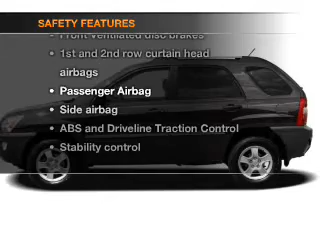 SAFETY FEATURES
• Front ventilated disc brakes
• 1st and 2nd row curtain head
airbags
• Passenger Airbag
• Side airbag
• ABS and Driveline Traction Control
• Stability control